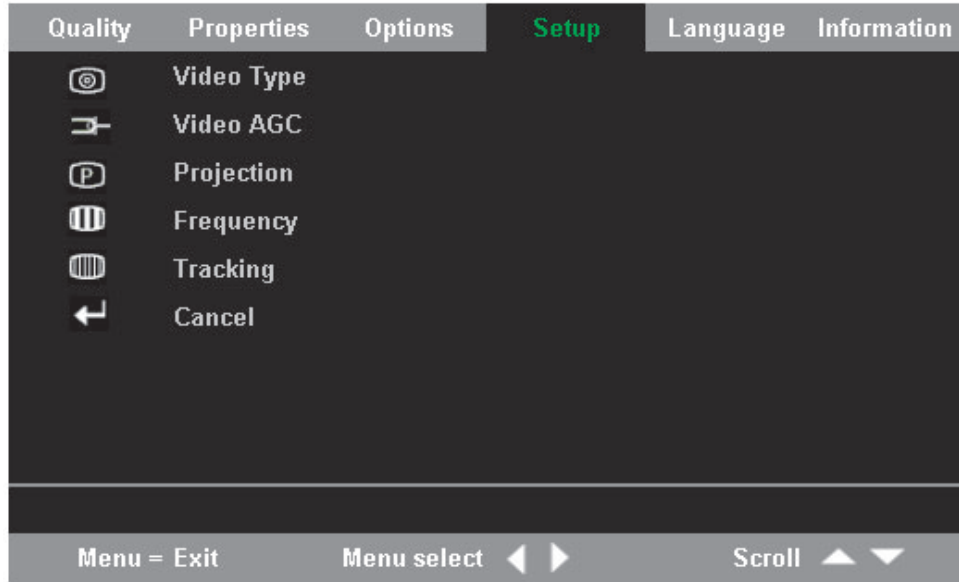 Quality Properties Options Setup Language Information
Video Type
Video AGC
P Projection
Frequency
Tracking
Cancel
Menu = Exit Menu select Scroll